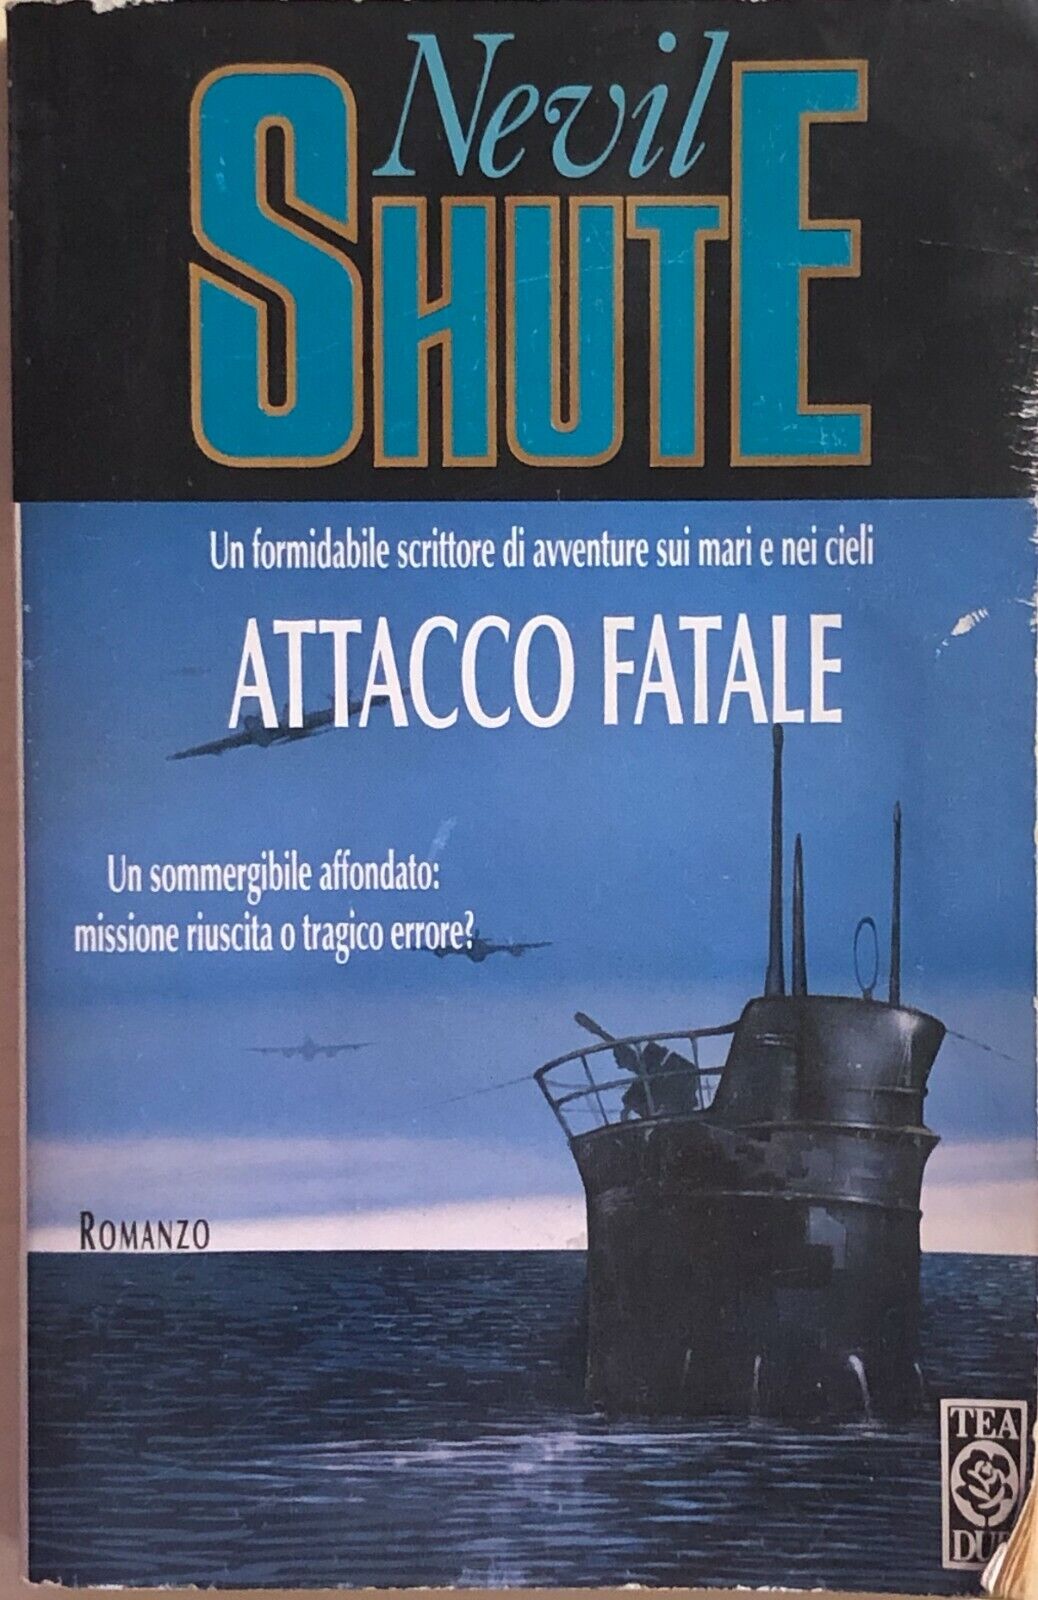 Nevil
SHUTE
Un formidabile scrittore di avventure sui mari e nei cieli
ATTACCO FATALE
Un sommergibile affondato:
missione riuscita o tragico errore?
ROMANZO
TEA
DUE